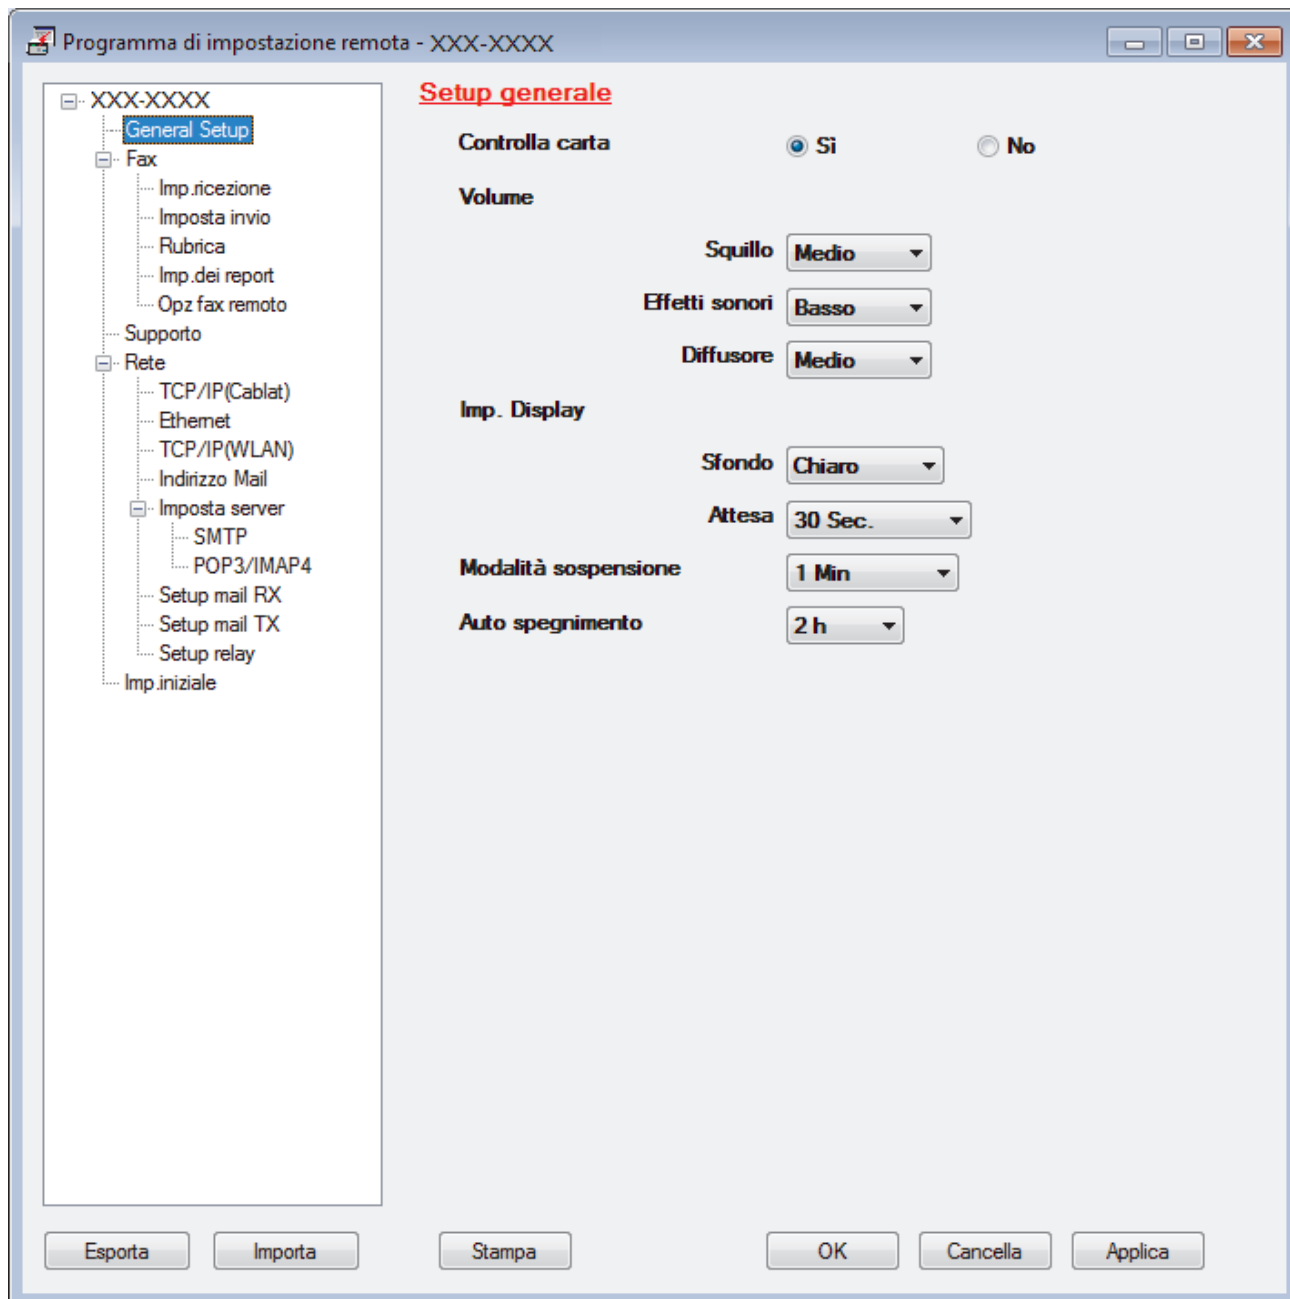 Programma di impostazione remota - XXX-XXXX
XXX-XXXX
General Setup
Fax
Imp.ricezione
Imposta invio
Rubrica
Imp.dei report
Opz fax remoto
Supporto
Rete
TCP/IP(Cablat)
Ethernet
TCP/IP(WLAN)
Indirizzo Mail
Imposta server
SMTP
POP3/IMAP4
Setup mail RX
Setup mail TX
Setup relay
Imp.iniziale
Setup generale
Controlla carta Sì No
Volume
Squillo Medio
Effetti sonori Basso
Diffusore Medio
Imp. Display
Sfondo Chiaro
Attesa 30 Sec.
Modalità sospensione 1 Min
Auto spegnimento 2 h
Esporta Importa Stampa OK Cancella Applica